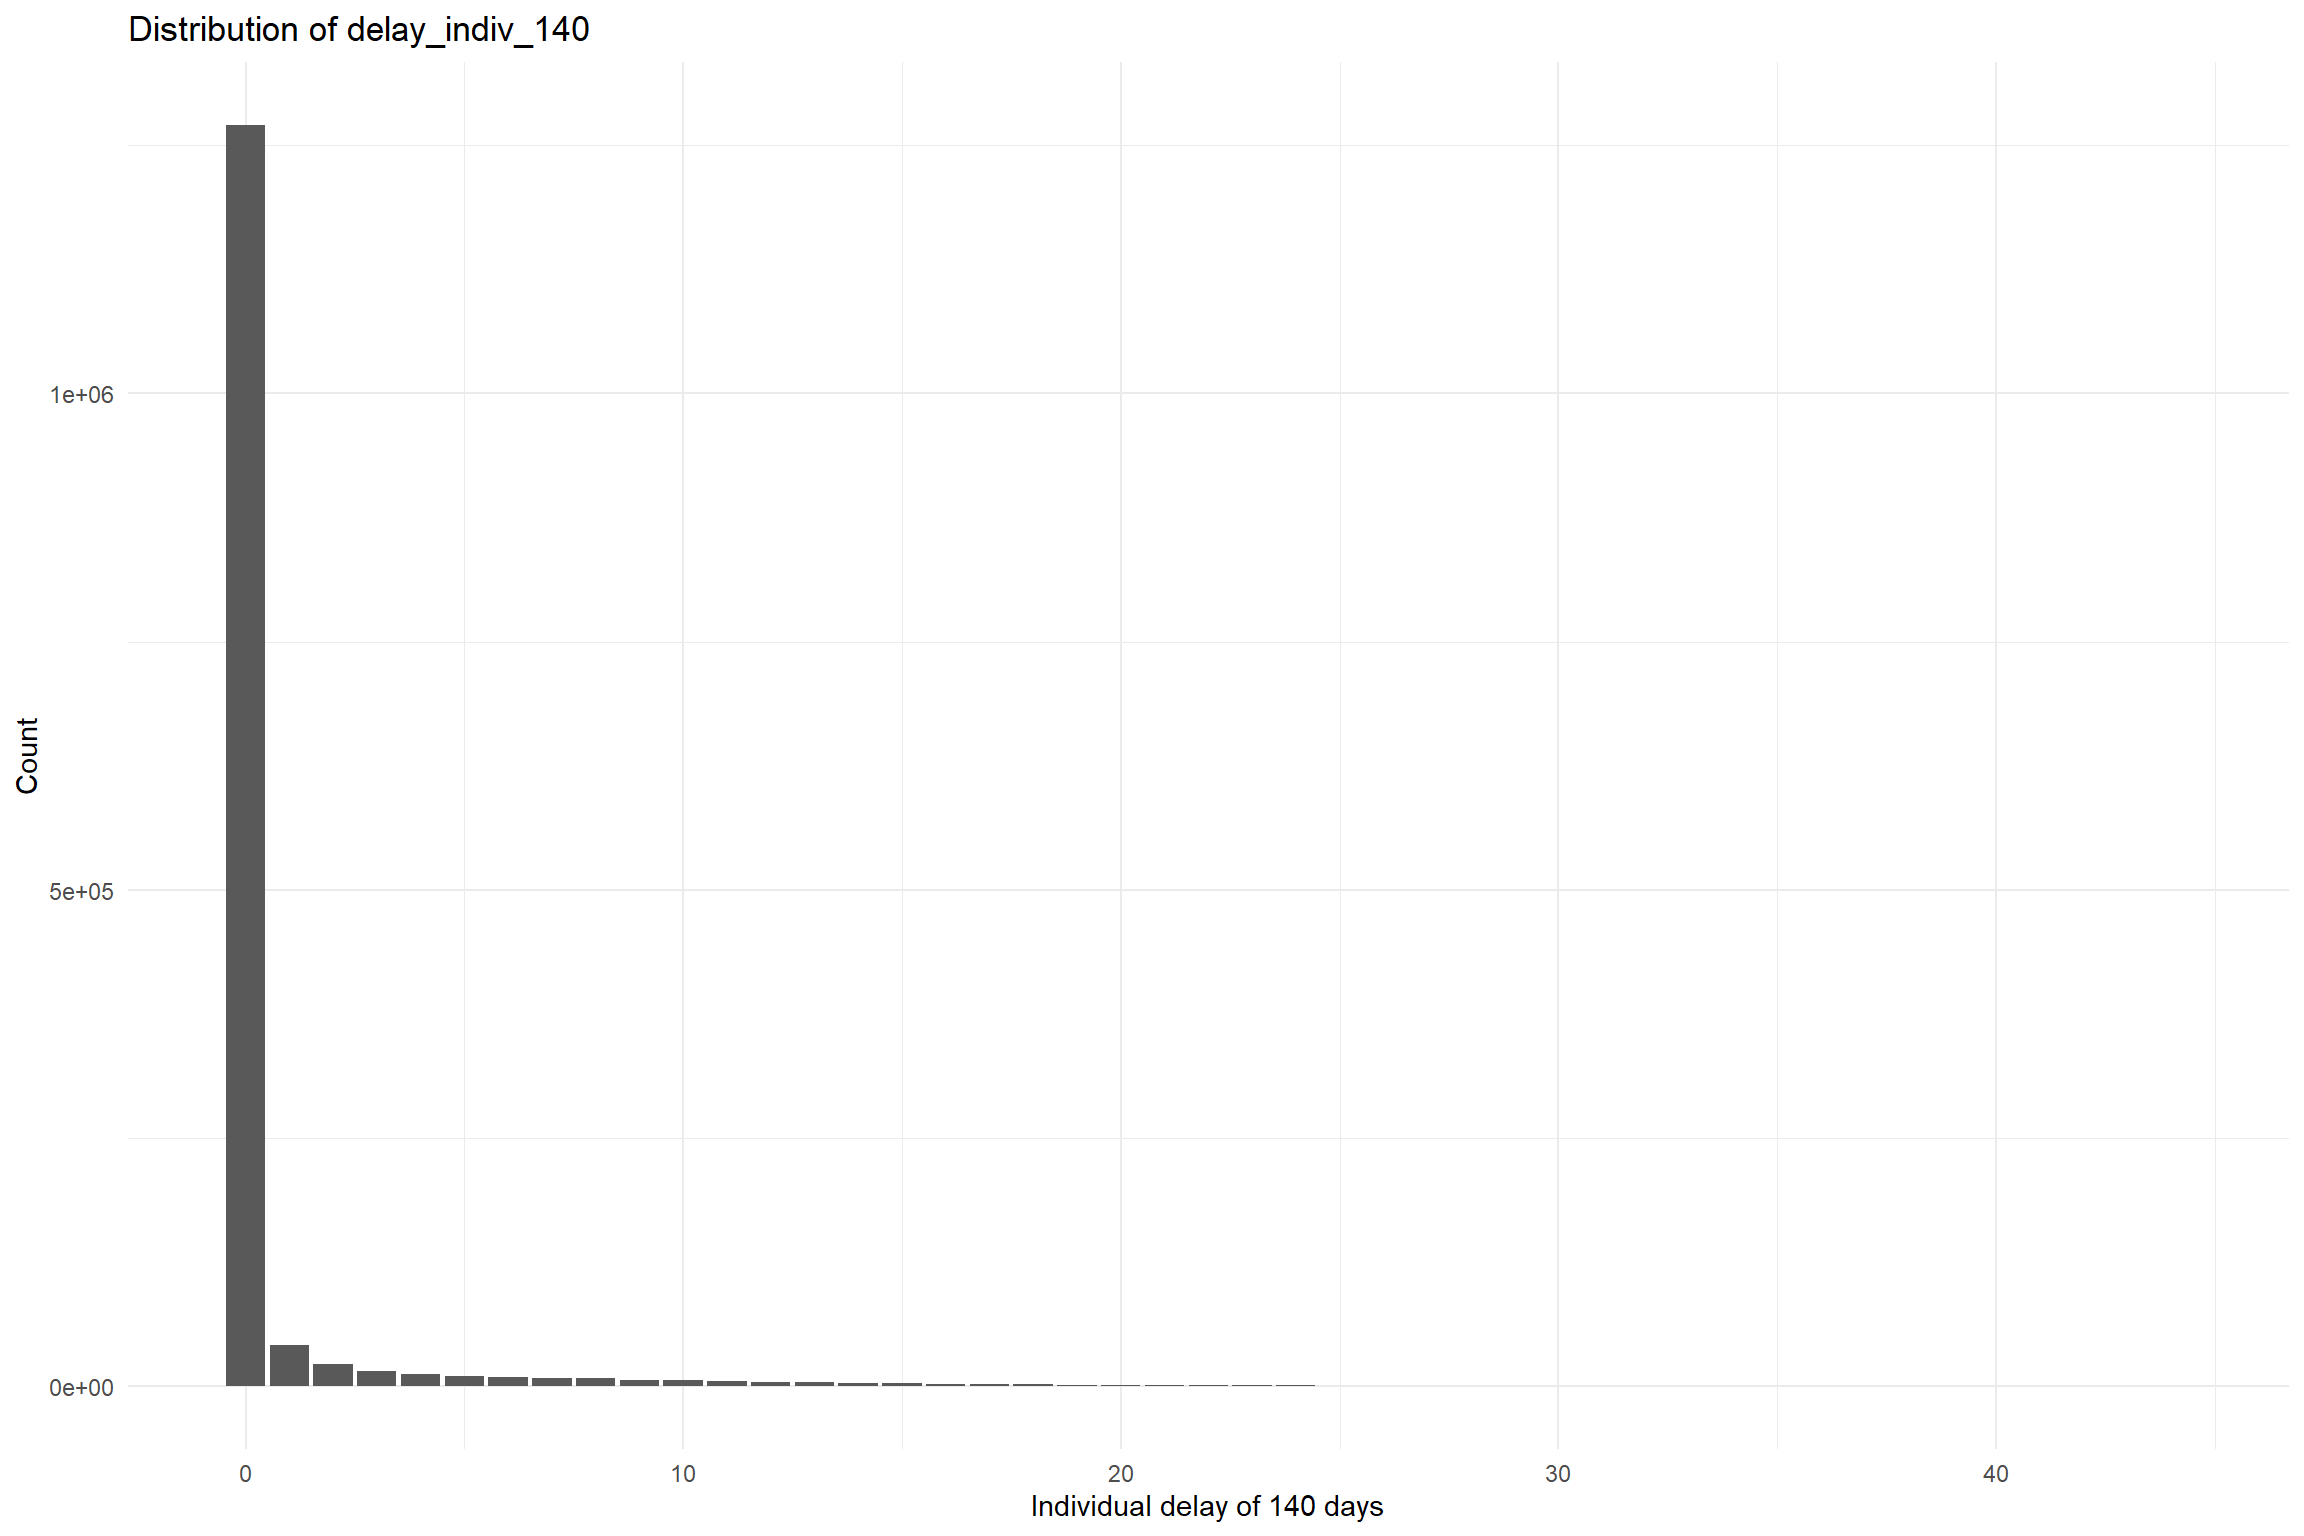 Distribution of delay_indiv_140
1e+06
5e+05
0e+00
Count
0 10 20 30 40
Individual delay of 140 days